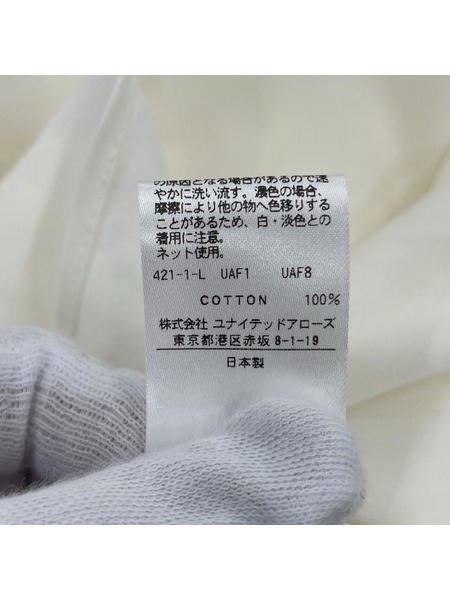 の原因となる場合があるので速
やかに洗い流す。濃色の場合、
摩擦により他の物へ色移りする
ことがあるため、白・淡色との
着用に注意。
ネット使用。
421-1-L UAF1 UAF8
COTTON 100%
株式会社 ユナイテッドアローズ
東京都港区赤坂 8-1-19
日本製